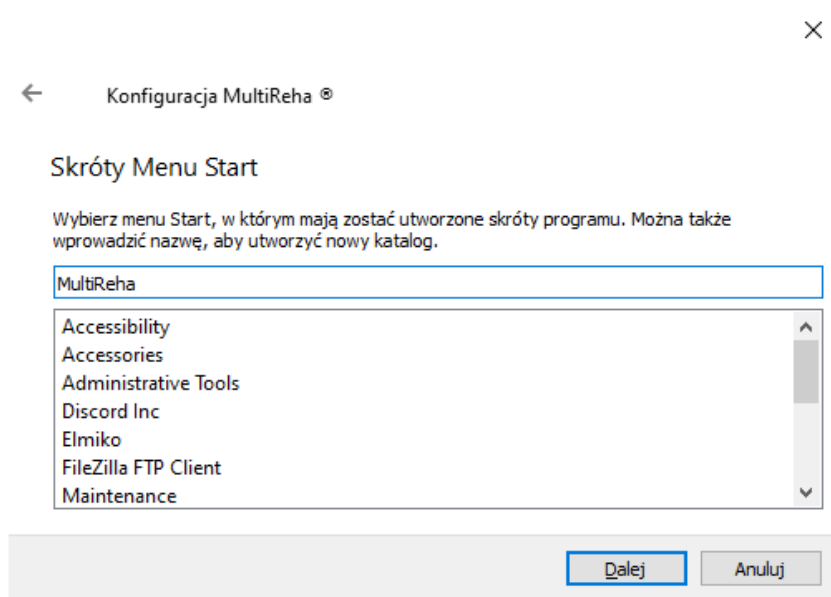 Konfiguracja MultiReha ®
Skróty Menu Start
Wybierz menu Start, w którym mają zostać utworzone skróty programu. Można także
wprowadzić nazwę, aby utworzyć nowy katalog.
MultiReha
Accessibility
Accessories
Administrative Tools
Discord Inc
Elmiko
FileZilla FTP Client
Maintenance
Dalej
Anuluj